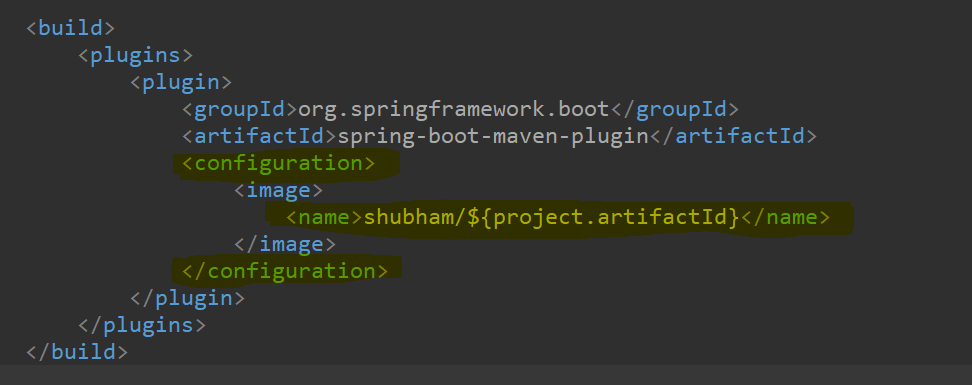 <build>
<plugins>
<plugin>
<groupId>org.springframework.boot</groupId>
<artifactId>spring-boot-maven-plugin</artifactId>
<configuration>
<image>
<name>shubham/${project.artifactId}</name>
</image>
</configuration>
</plugin>
</plugins>
</build>